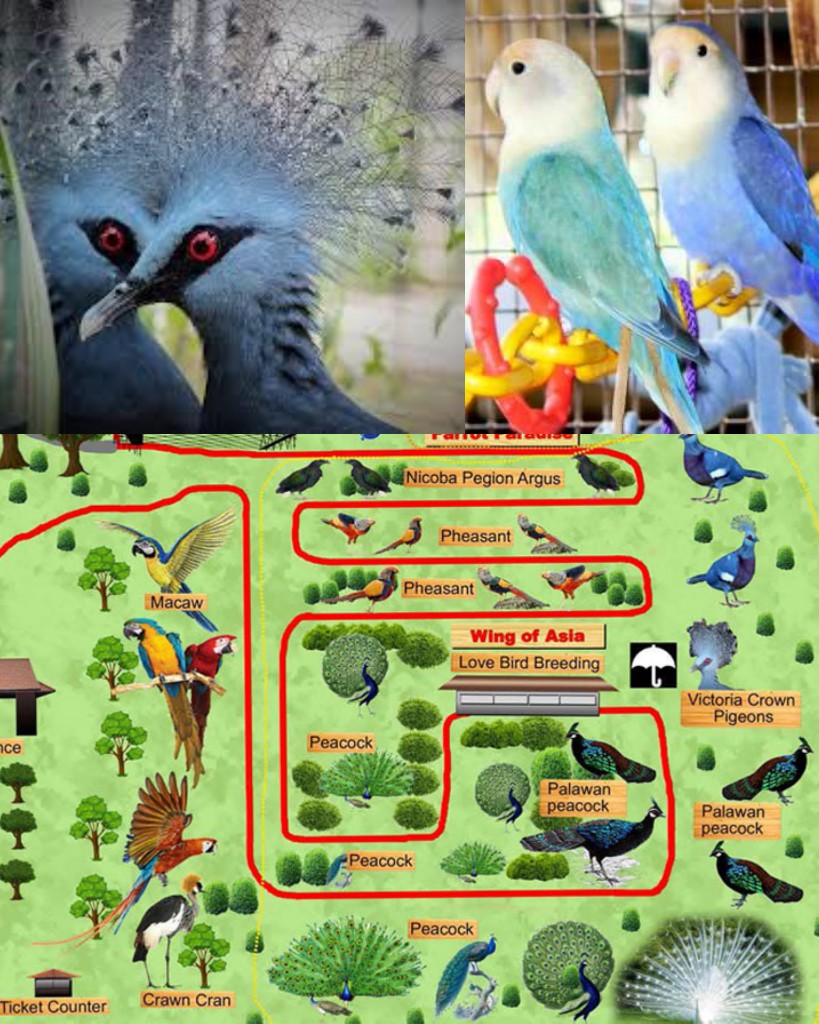 Parrot Paradise
Nicoba Pegion Argus
Pheasant
Pheasant
Macaw
Wing of Asia
Love Bird Breeding
Victoria Crown
Pigeons
Peacock
Palawan
peacock
Palawan
peacock
Peacock
Peacock
Ticket Counter
Crawn Cran